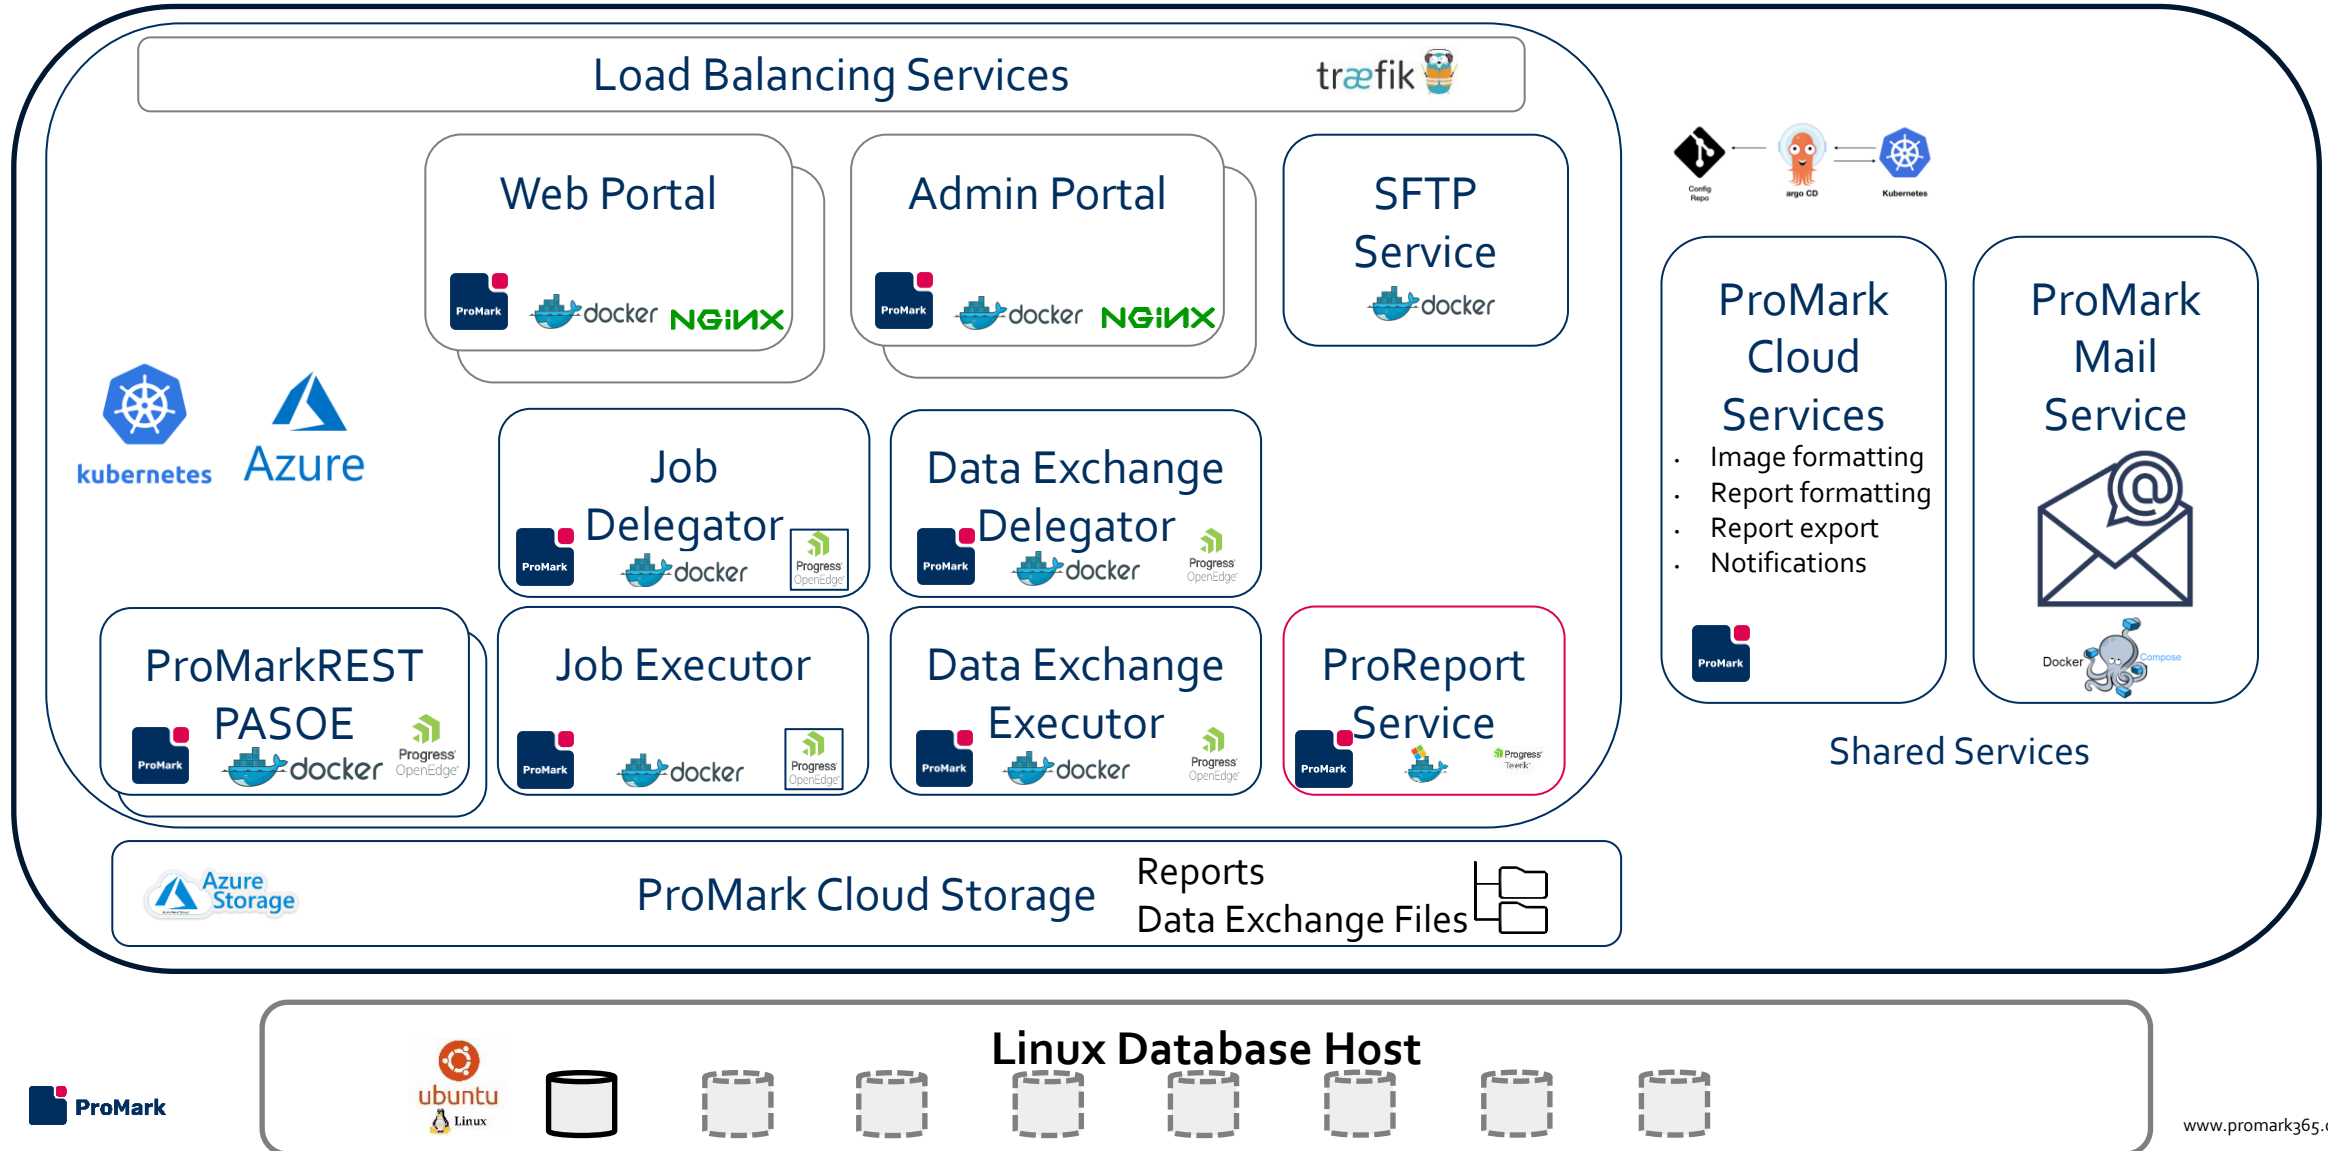 Load Balancing Services
træfik
Web Portal
ProMark
docker
NGiNX
Admin Portal
ProMark
docker
NGiNX
SFTP
Service
docker
Config
Repo
argo CD
Kubernetes
kubernetes
Azure
Job
Delegator
ProMark
docker
Progress
OpenEdge
Data Exchange
Delegator
ProMark
docker
Progress
OpenEdge
ProMarkREST
PASOE
ProMark
docker
Progress
OpenEdge
Job Executor
ProMark
docker
Progress
OpenEdge
Data Exchange
Executor
ProMark
docker
Progress
OpenEdge
ProReport
Service
ProMark
Progress
Telerik
ProMark
Cloud
Services
· Image formatting
· Report formatting
· Report export
· Notifications
ProMark
ProMark
Mail
Service
@
Docker Compose
Shared Services
Azure
Storage
ProMark Cloud Storage
Reports
Data Exchange Files
Linux Database Host
ubuntu
Linux
ProMark
www.promark365.c